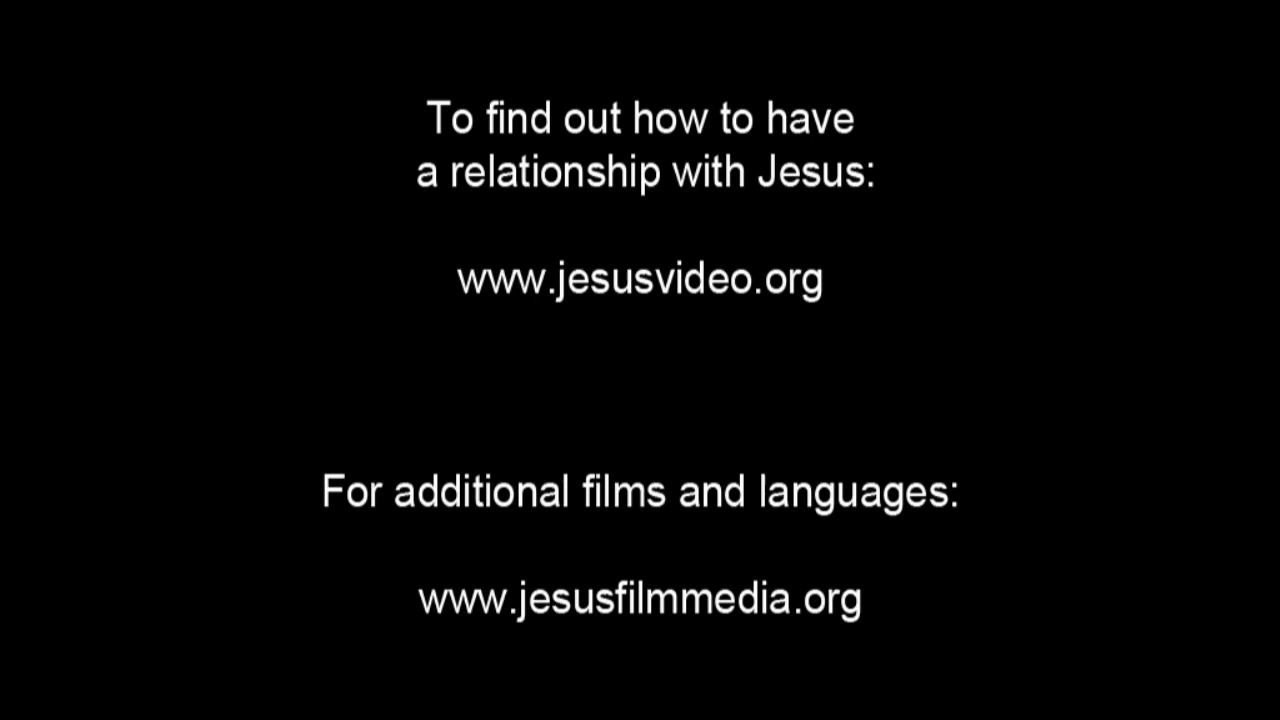 To find out how to have
a relationship with Jesus:
www.jesusvideo.org
For additional films and languages:
www.jesusfilmmedia.org